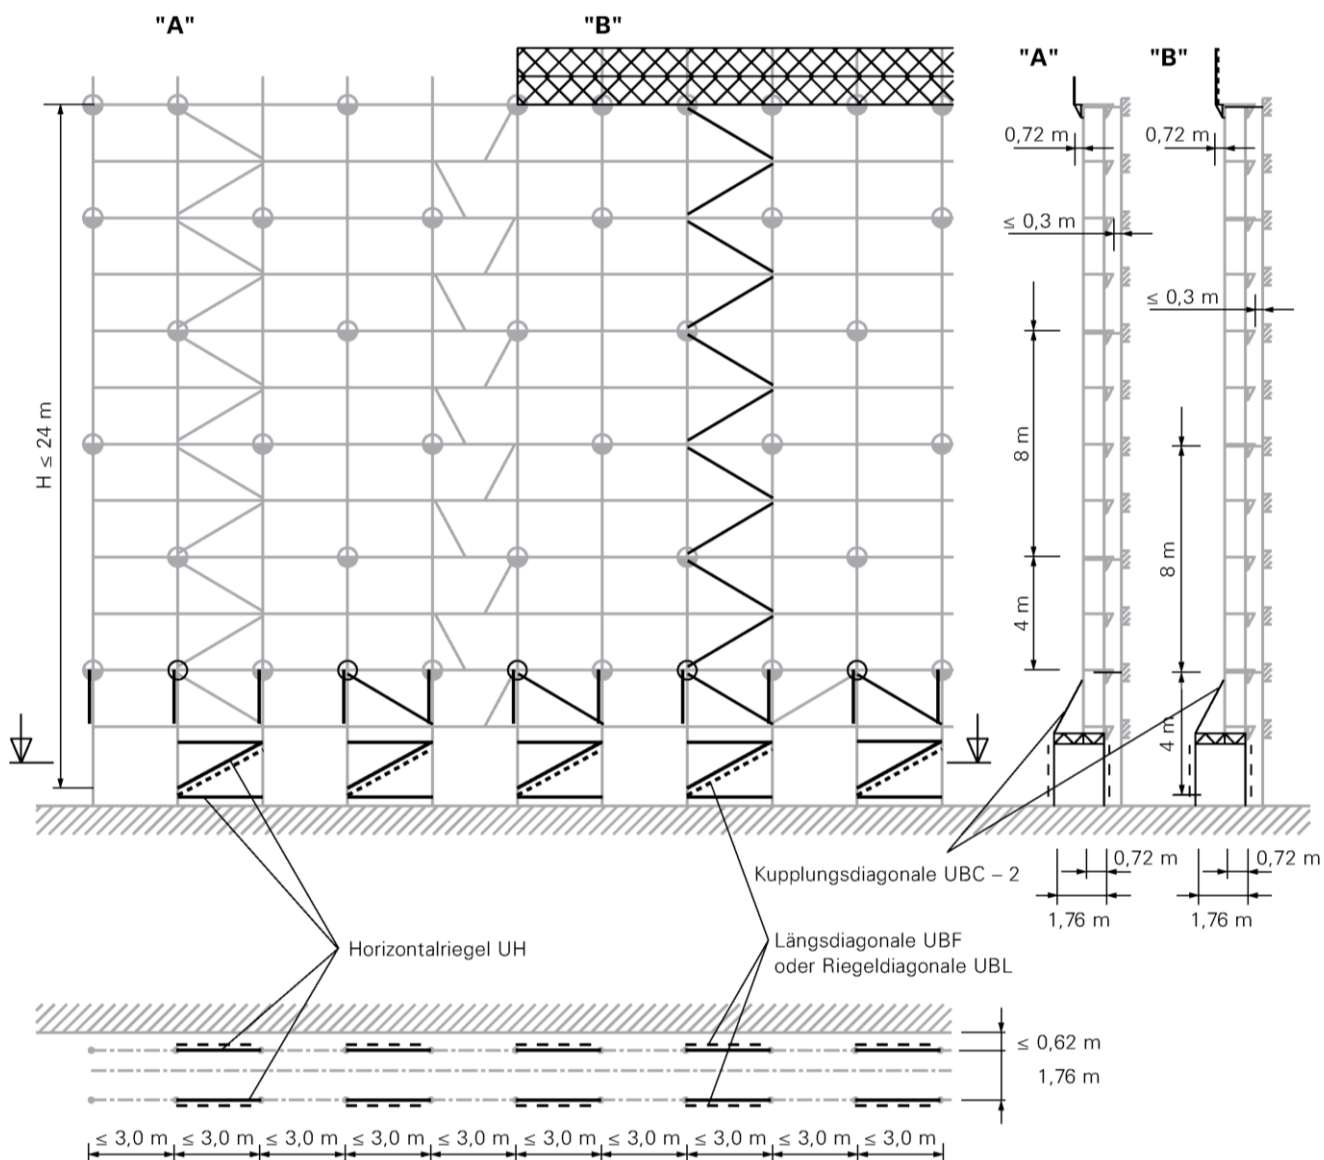 "A"
"B"
"A"
"B"
0,72 m
0,72 m
≤ 0,3 m
≤ 0,3 m
H ≤ 24 m
8 m
8 m
4 m
4 m
Kupplungsdiagonale UBC – 2
0,72 m
0,72 m
1,76 m
1,76 m
Horizontalriegel UH
Längsdiagonale UBF
oder Riegeldiagonale UBL
≤ 0,62 m
1,76 m
≤ 3,0 m ≤ 3,0 m ≤ 3,0 m ≤ 3,0 m ≤ 3,0 m ≤ 3,0 m ≤ 3,0 m ≤ 3,0 m ≤ 3,0 m ≤ 3,0 m